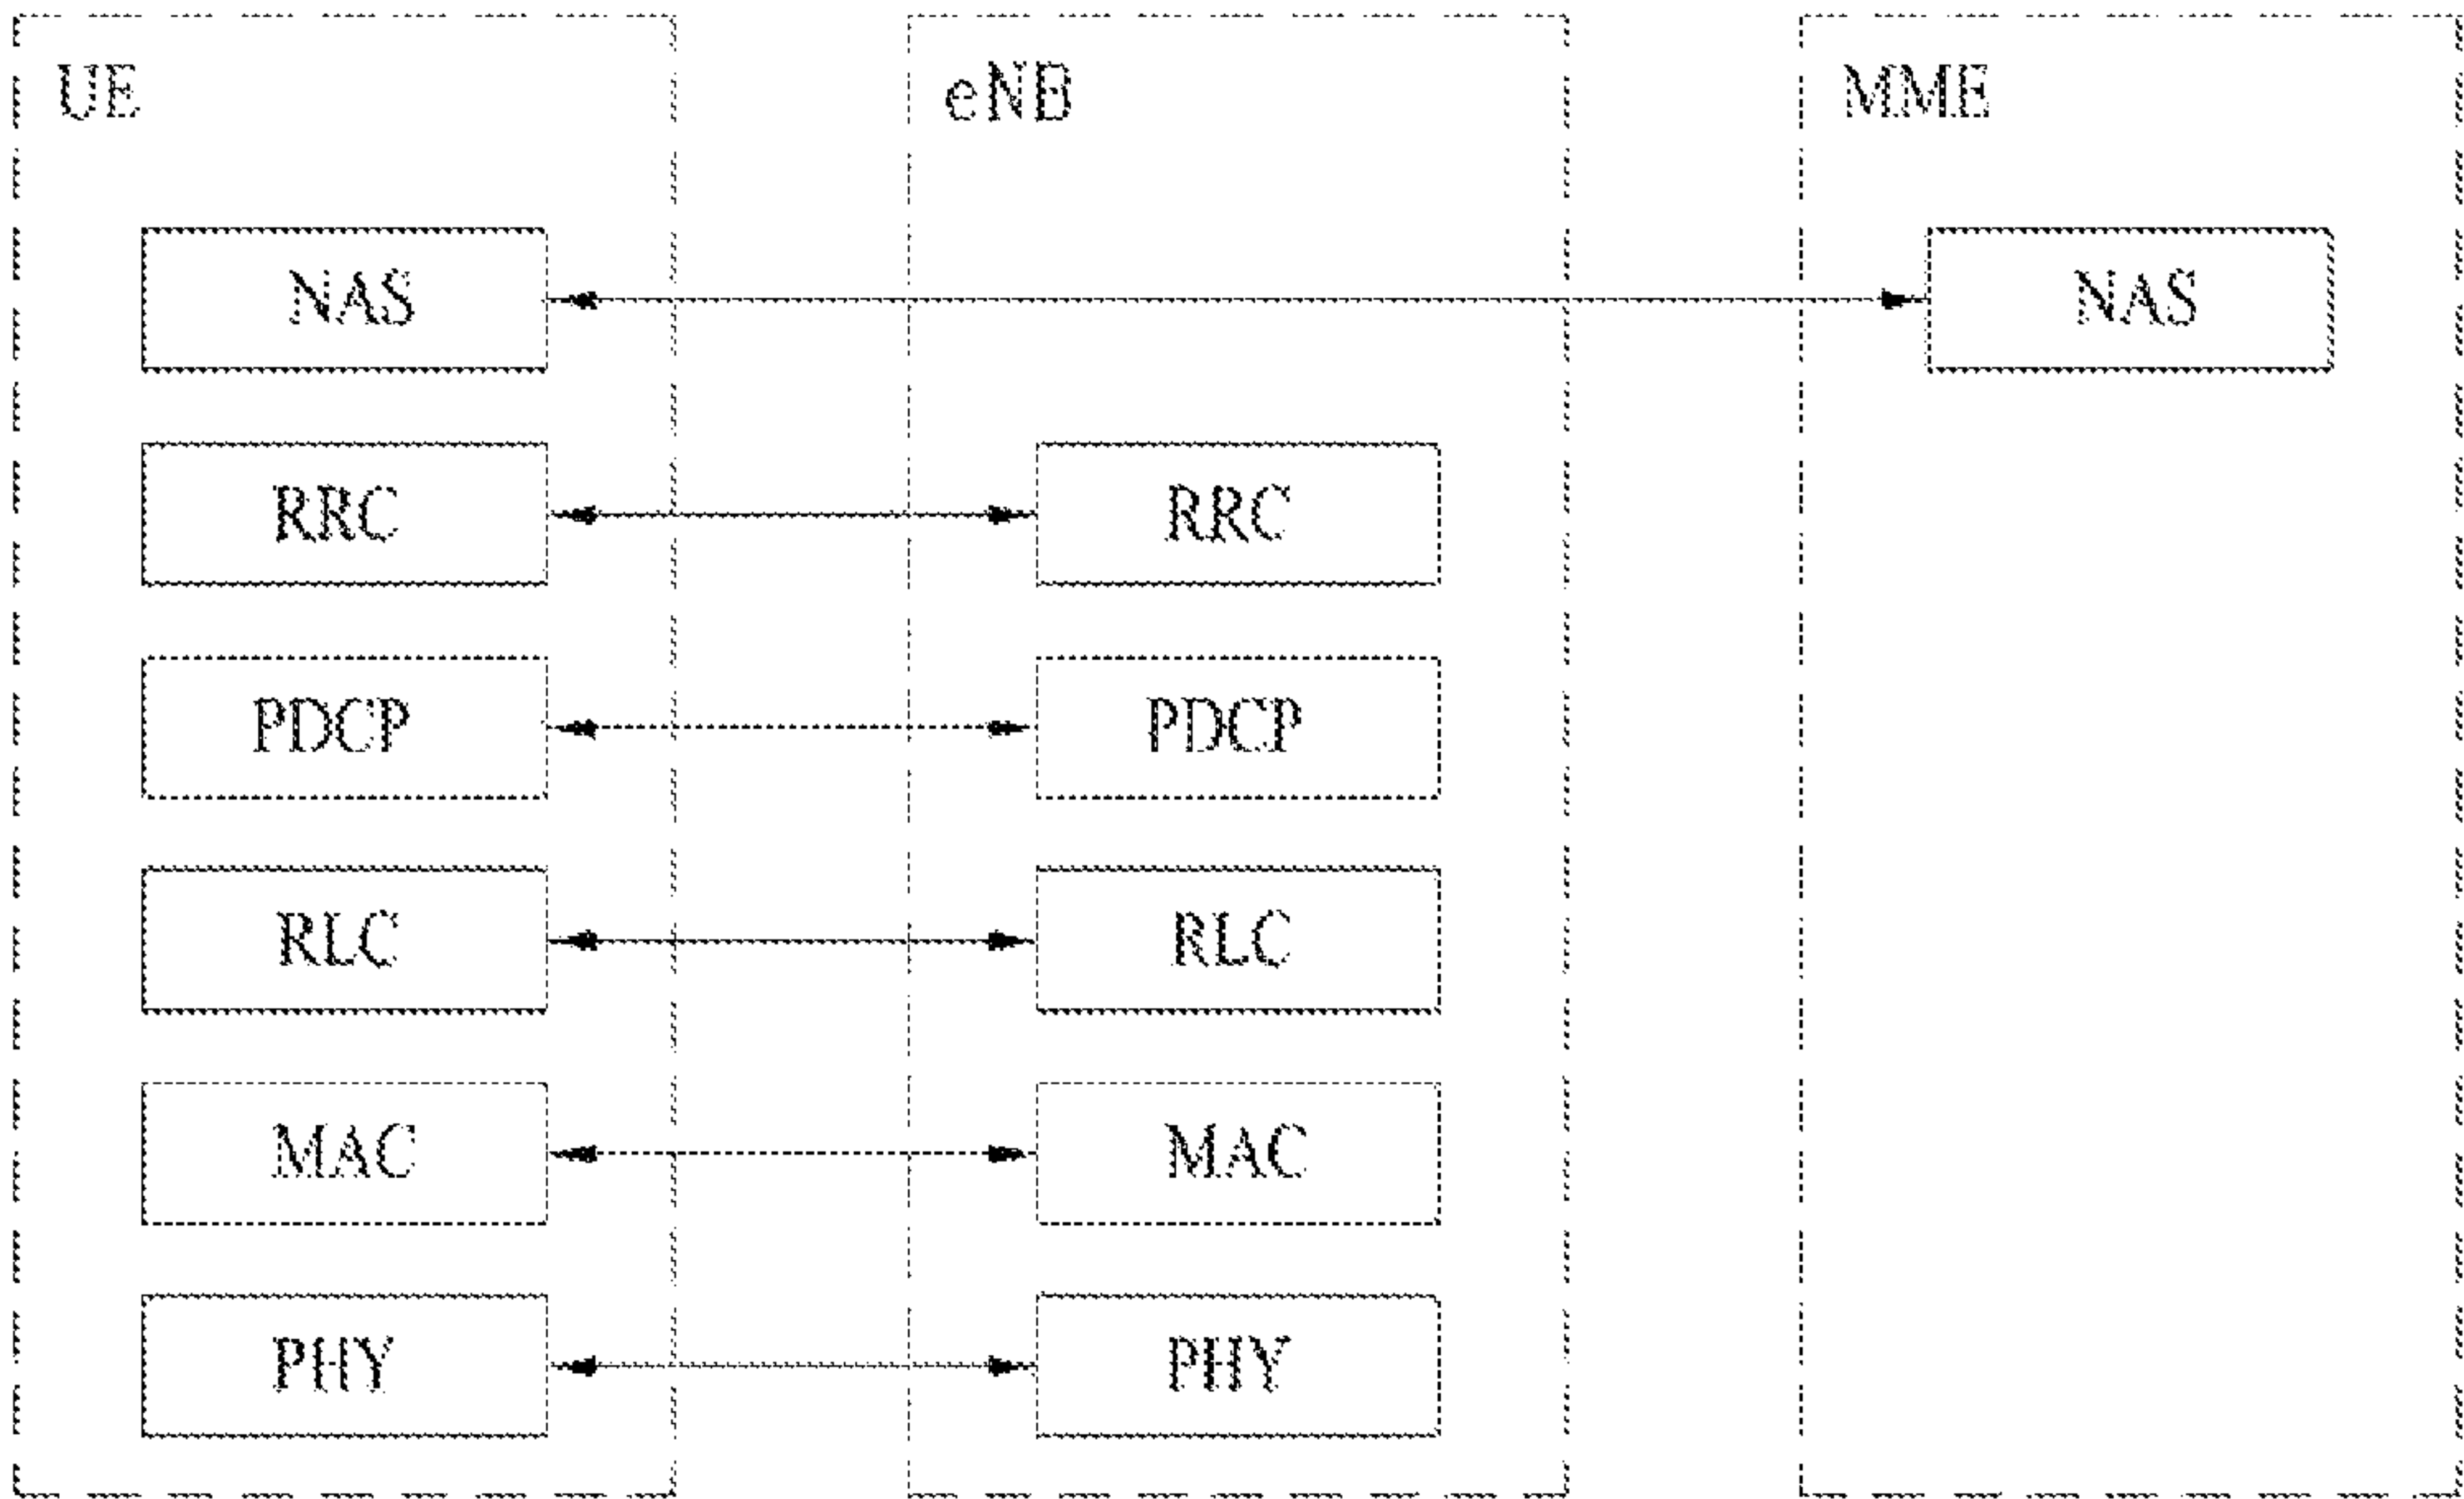 UE eNB MME
NAS NAS
RRC RRC
PDCP PDCP
RLC RLC
MAC MAC
PHY PHY